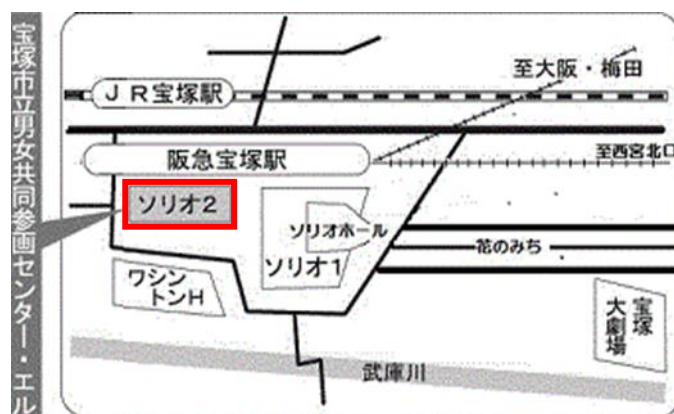 宝塚市立男女共同参画センター・エル
至大阪・梅田
JR宝塚駅
阪急宝塚駅
至西宮北口
ソリオ2
ソリオホール
ソリオ1
花のみち
ワシン
トンH
宝塚
大劇場
武庫川